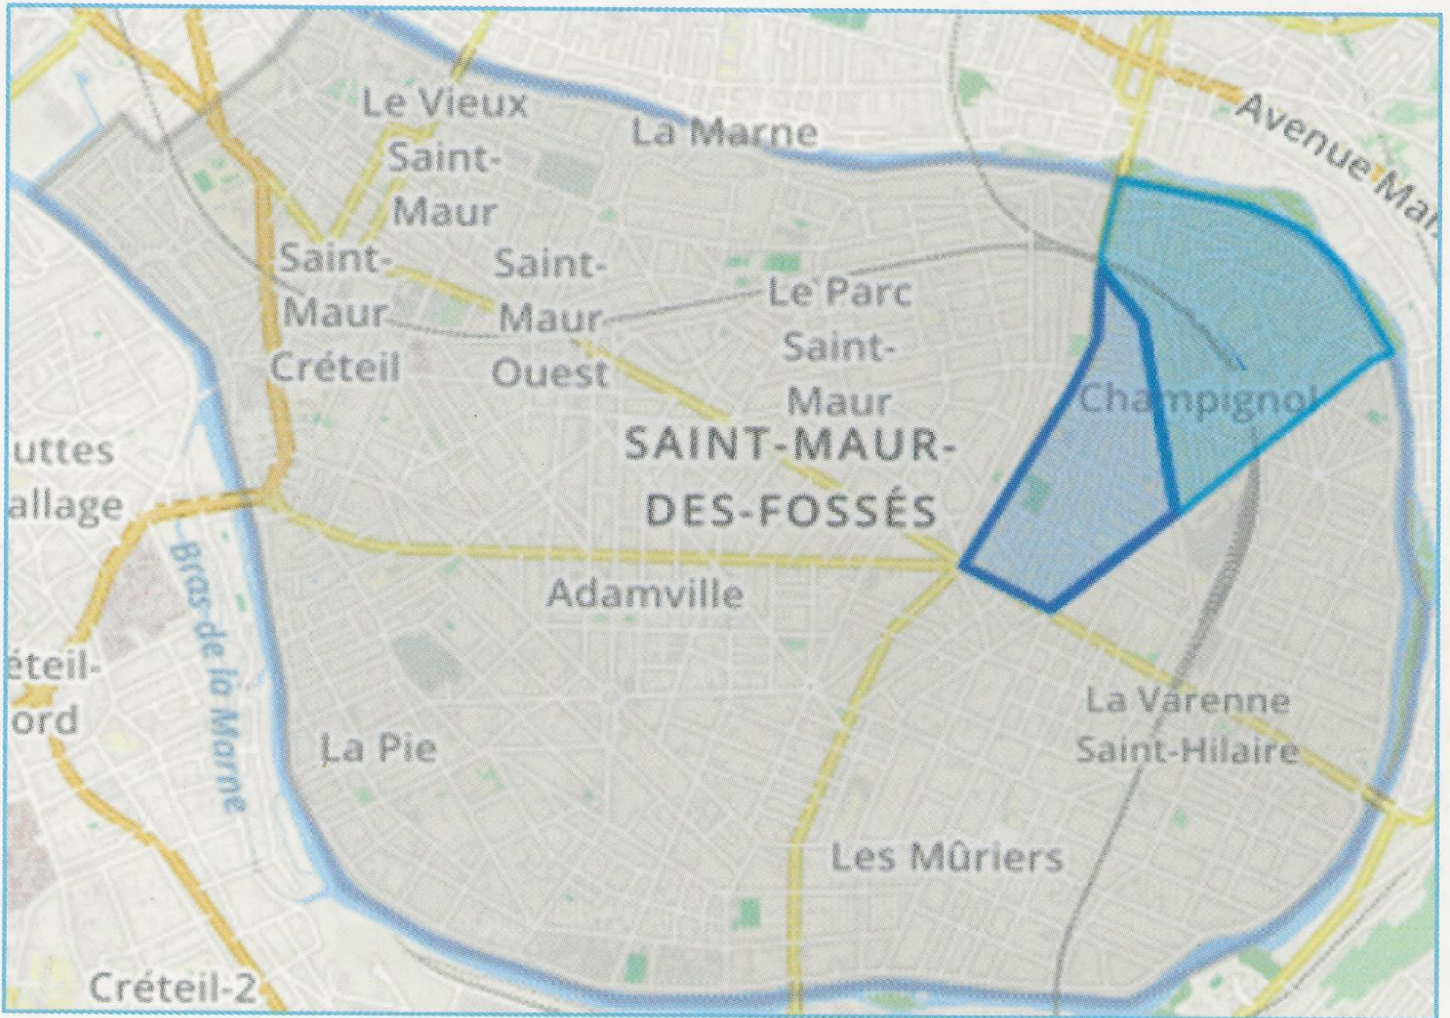 Le Vieux
Saint-
Maur
La Marne
Avenue
Saint-
Maur
Créteil
Saint-
Maur
Ouest
Le Parc
Saint-
Maur
Champignol
SAINT-MAUR-
DES-FOSSÉS
uttes
allage
Bras de la Marne
Adamville
éteil-
ord
La Pie
La Varenne
Saint-Hilaire
Les Mûriers
Créteil-2